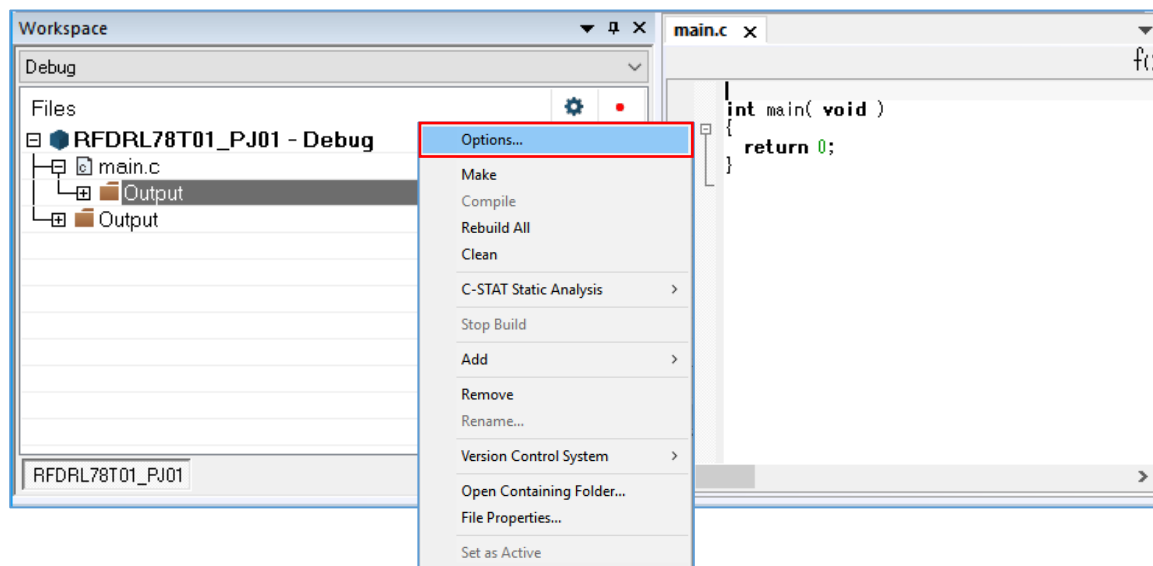 Workspace
Debug
Files
RFDRL78T01_PJ01 - Debug
main.c
Output
Output
RFDRL78T01_PJ01
Options...
Make
Compile
Rebuild All
Clean
C-STAT Static Analysis
Stop Build
Add
Remove
Rename...
Version Control System
Open Containing Folder...
File Properties...
Set as Active
main.c
int main( void )
{
return 0;
}